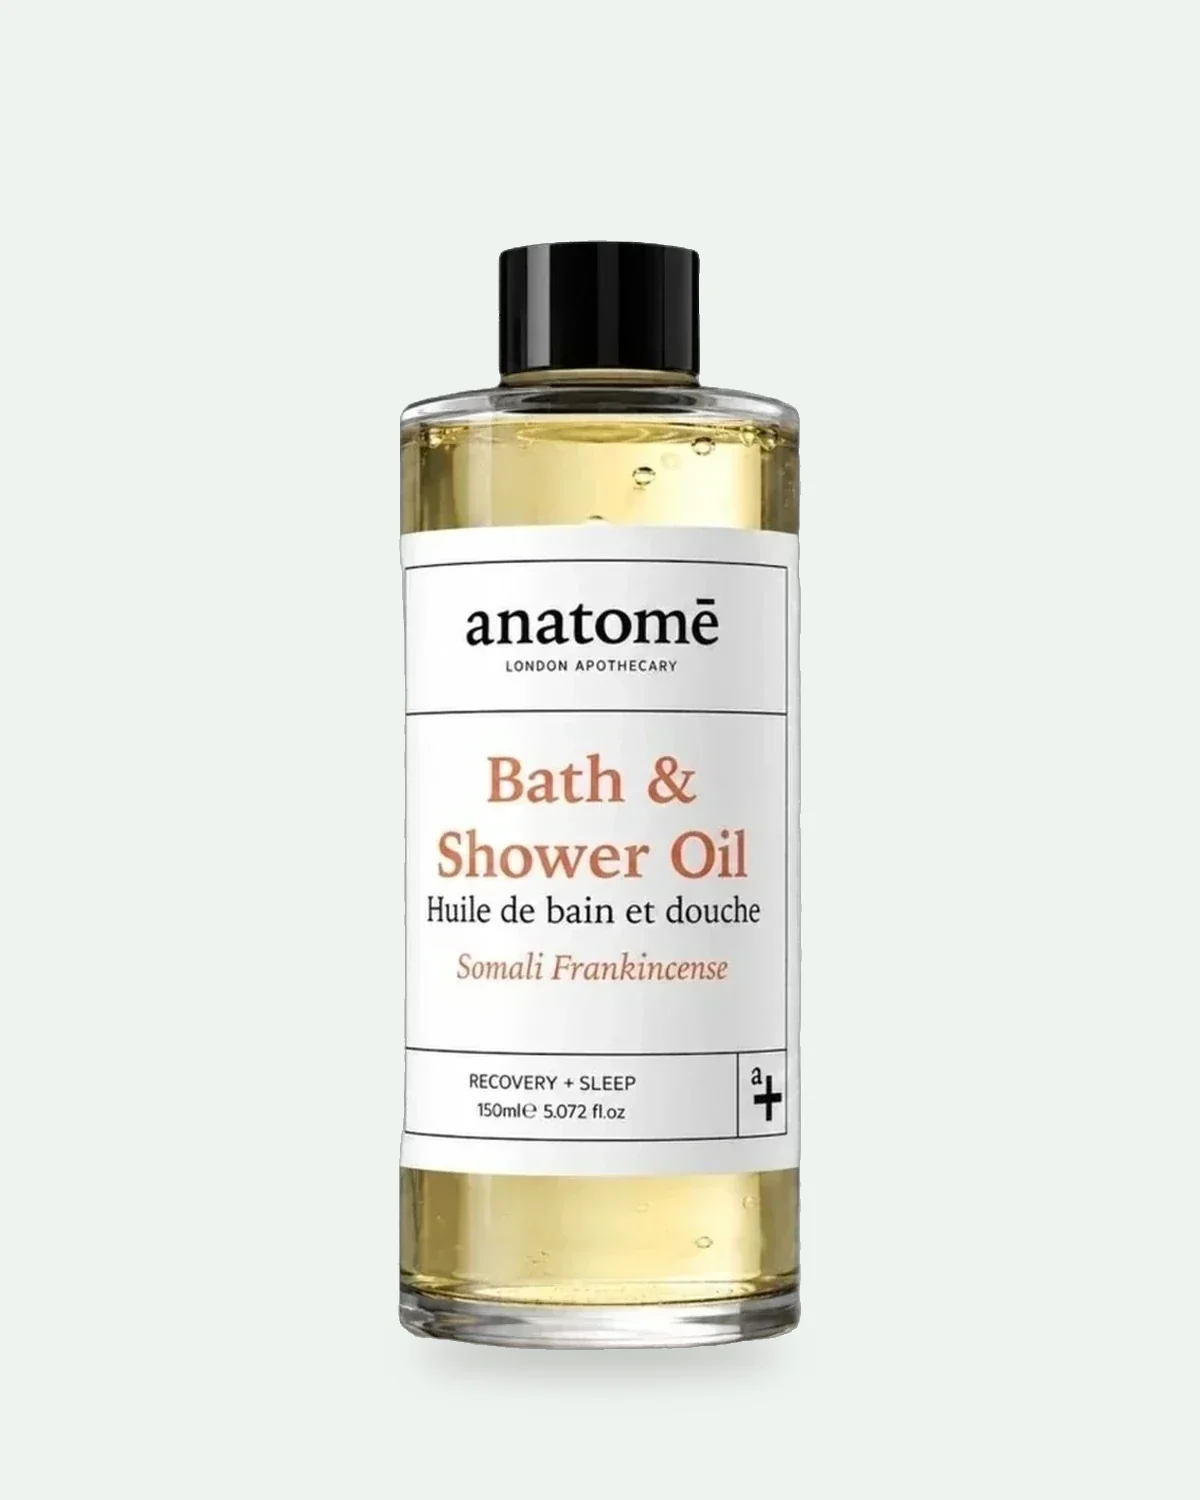 anatomē
LONDON APOTHECARY
Bath &
Shower Oil
Huile de bain et douche
Somali Frankincense
RECOVERY + SLEEP
150ml℮ 5.072 fl.oz
a+